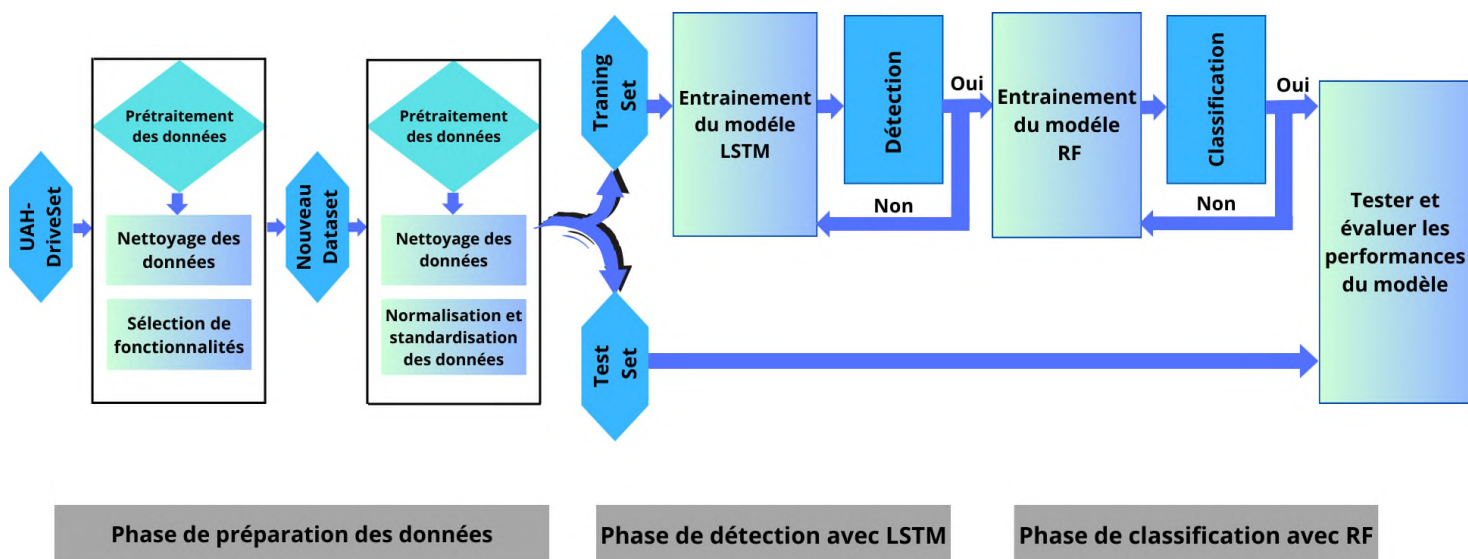 UAH-
DriveSet
Prétraitement
des données
Nettoyage des
données
Sélection de
fonctionnalités
Nouveau
Dataset
Prétraitement
des données
Nettoyage des
données
Normalisation et
standardisation
des données
Traning
Set
Test
Set
Entrainement
du modéle
LSTM
Détection
Oui
Non
Entrainement
du modéle
RF
Classification
Oui
Non
Tester et
évaluer les
performances
du modèle
Phase de préparation des données
Phase de détection avec LSTM
Phase de classification avec RF